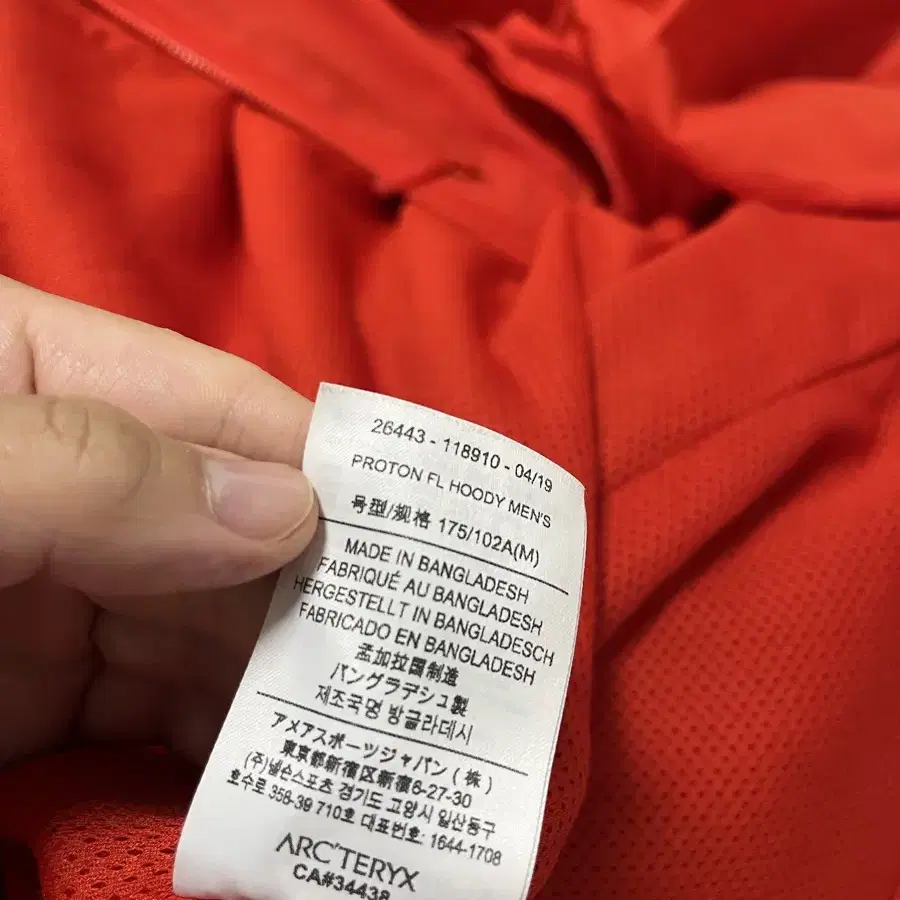 26443 - 118910 - 04/19
PROTON FL HOODY MEN'S
号型/规格 175/102A(M)
MADE IN BANGLADESH
FABRIQUÉ AU BANGLADESH
HERGESTELLT IN BANGLADESCH
FABRICADO EN BANGLADESH
孟加拉国制造
バングラデシュ製
제조국명 방글라데시
アメアスポーツジャパン(株)
東京都新宿区新宿6-27-30
(주)넬슨스포츠 경기도 고양시 일산동구
호수로 358-39 710호 대표번호: 1644-1708
ARC'TERYX
CA#34438